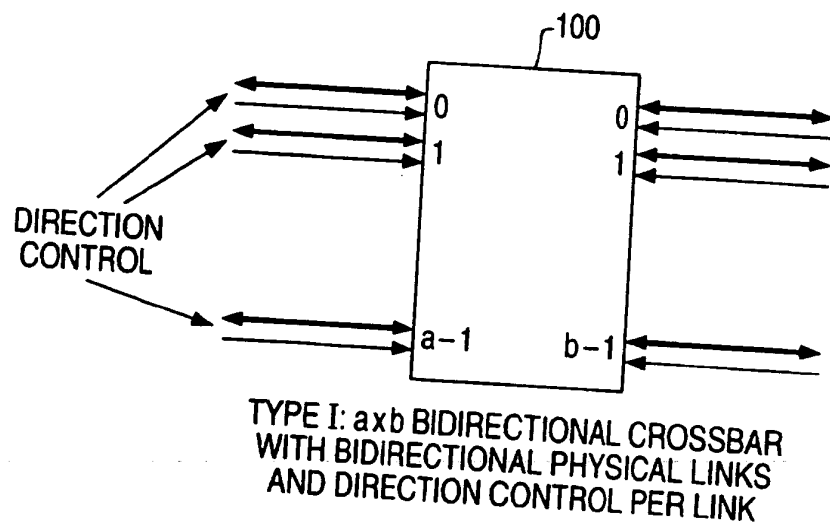 100
0
0
1
1
DIRECTION
CONTROL
a-1
b-1
TYPE I: axb BIDIRECTIONAL CROSSBAR
WITH BIDIRECTIONAL PHYSICAL LINKS
AND DIRECTION CONTROL PER LINK